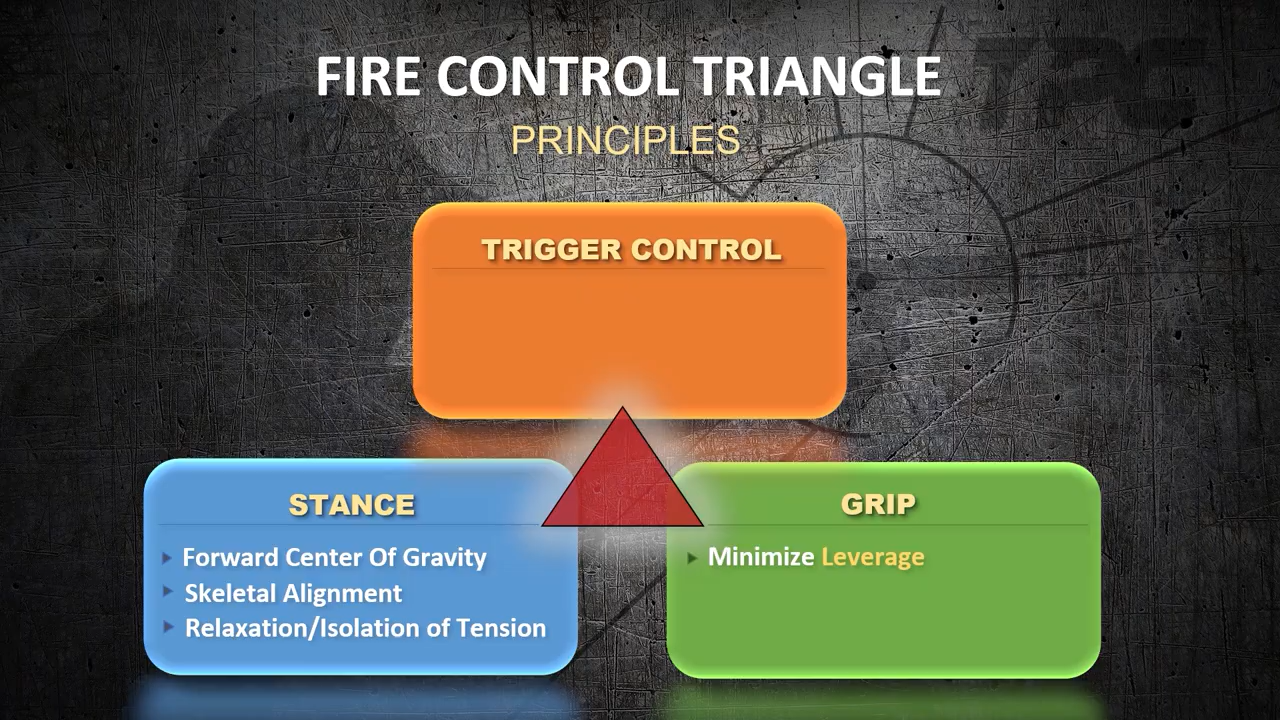 FIRE CONTROL TRIANGLE
PRINCIPLES
TRIGGER CONTROL
STANCE
Forward Center Of Gravity
Skeletal Alignment
Relaxation/Isolation of Tension
GRIP
Minimize Leverage